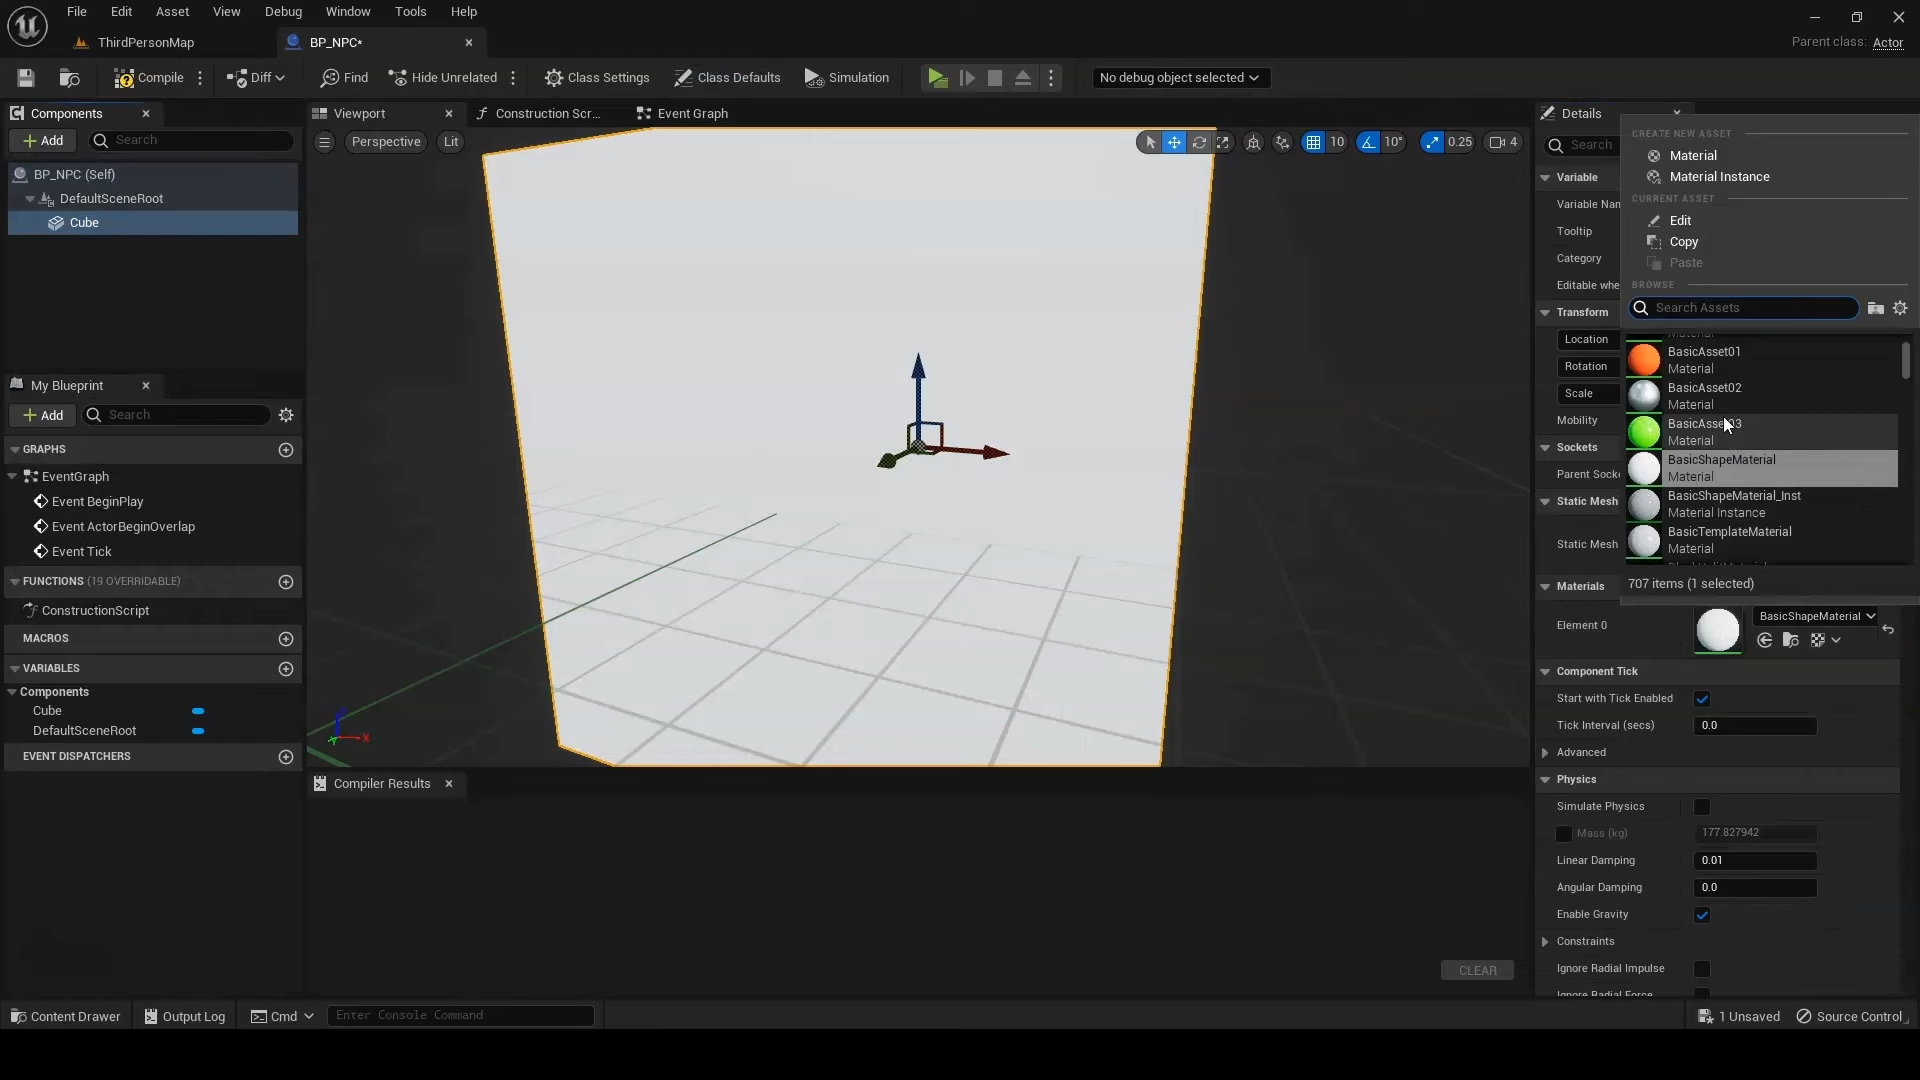 File Edit Asset View Debug Window Tools Help
ThirdPersonMap
BP_NPC*
Parent class: Actor
Compile
Diff
Find
Hide Unrelated
Class Settings
Class Defaults
Simulation
No debug object selected
Components
Add
Search
BP_NPC (Self)
DefaultSceneRoot
Cube
My Blueprint
Add
Search
GRAPHS
EventGraph
Event BeginPlay
Event ActorBeginOverlap
Event Tick
FUNCTIONS (19 OVERRIDABLE)
ConstructionScript
MACROS
VARIABLES
Components
Cube
DefaultSceneRoot
EVENT DISPATCHERS
Viewport
Construction Scr...
Event Graph
Perspective
Lit
10
10°
0.25
4
X
Compiler Results
CLEAR
Details
Search
Variable
Variable Nan
Tooltip
Category
Editable whe
Transform
Location
Rotation
Scale
Mobility
Sockets
Parent Socke
Static Mesh
Static Mesh
Materials
Element 0
BasicShapeMaterial
Component Tick
Start with Tick Enabled
Tick Interval (secs) 0.0
Advanced
Physics
Simulate Physics
Mass (kg) 177.827942
Linear Damping 0.01
Angular Damping 0.0
Enable Gravity
Constraints
Ignore Radial Impulse
Ignore Radial Force
CREATE NEW ASSET
Material
Material Instance
CURRENT ASSET
Edit
Copy
Paste
BROWSE
Search Assets
Material
BasicAsset01
Material
BasicAsset02
Material
Material
BasicShapeMaterial
Material
BasicShapeMaterial_Inst
Material Instance
BasicTemplateMaterial
Material
707 items (1 selected)
Content Drawer
Output Log
Cmd
Enter Console Command
1 Unsaved
Source Control